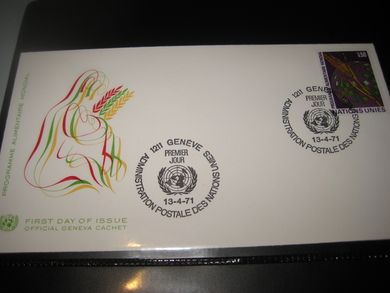 PROGRAMME ALIMENTAIRE MONDIAL
FIRST DAY OF ISSUE
OFFICIAL GENEVA CACHET
1211 GENEVE
PREMIER
JOUR
13-4-71
ADMINISTRATION POSTALE DES NATIONS UNIES
1211 GENEVE
PREMIER
JOUR
13-4-71
ADMINISTRATION POSTALE DES NATIONS UNIES
NATIONS UNIES